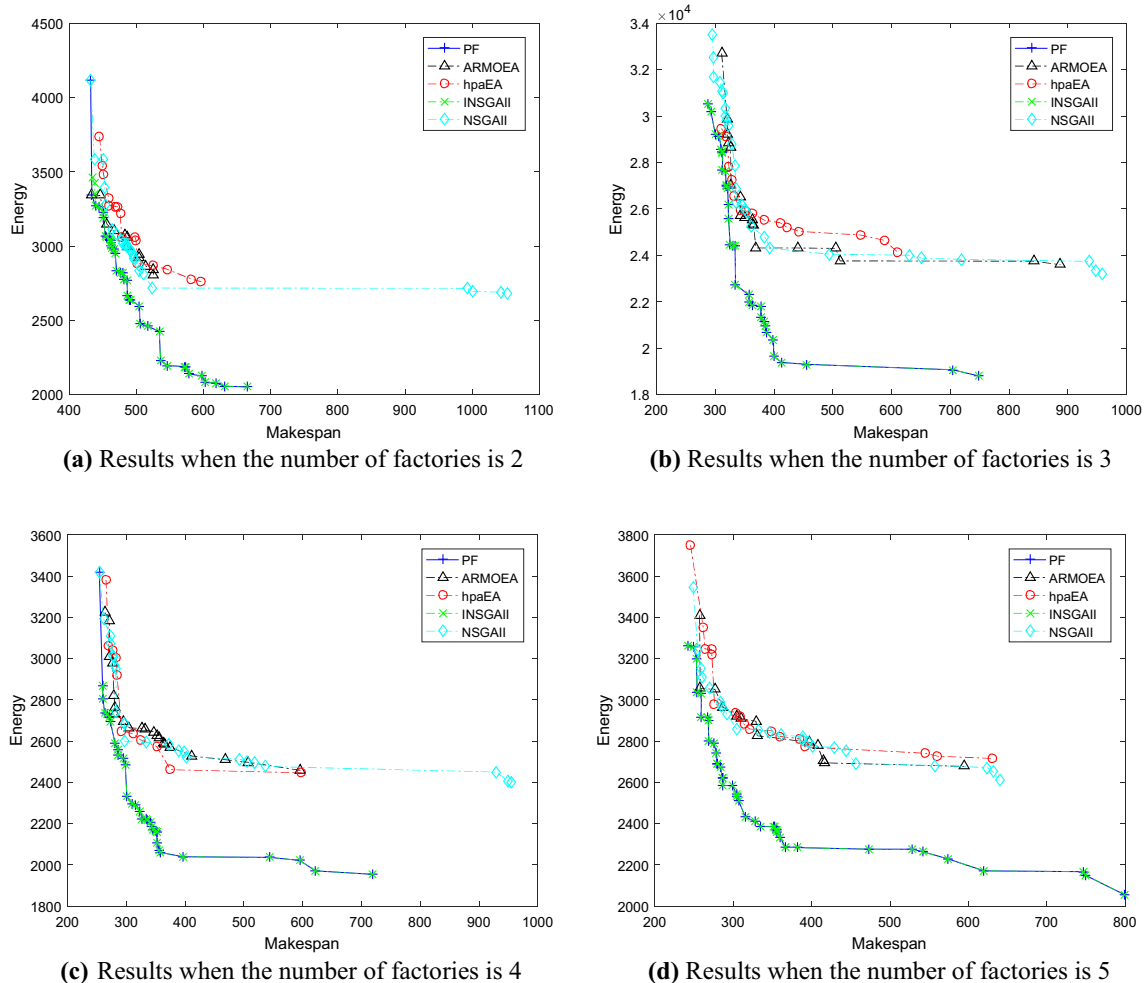 4500
4000
3500
3000
2500
2000
Energy
400 500 600 700 800 900 1000 1100
Makespan
PF
ARMOEA
hpaEA
INSGAII
NSGAII
(a) Results when the number of factories is 2
×10⁴
3.4
3.2
3
2.8
2.6
2.4
2.2
2
1.8
Energy
200 300 400 500 600 700 800 900 1000
Makespan
PF
ARMOEA
hpaEA
INSGAII
NSGAII
(b) Results when the number of factories is 3
3600
3400
3200
3000
2800
2600
2400
2200
2000
1800
Energy
200 300 400 500 600 700 800 900 1000
Makespan
PF
ARMOEA
hpaEA
INSGAII
NSGAII
(c) Results when the number of factories is 4
3800
3600
3400
3200
3000
2800
2600
2400
2200
2000
Energy
200 300 400 500 600 700 800
Makespan
PF
ARMOEA
hpaEA
INSGAII
NSGAII
(d) Results when the number of factories is 5